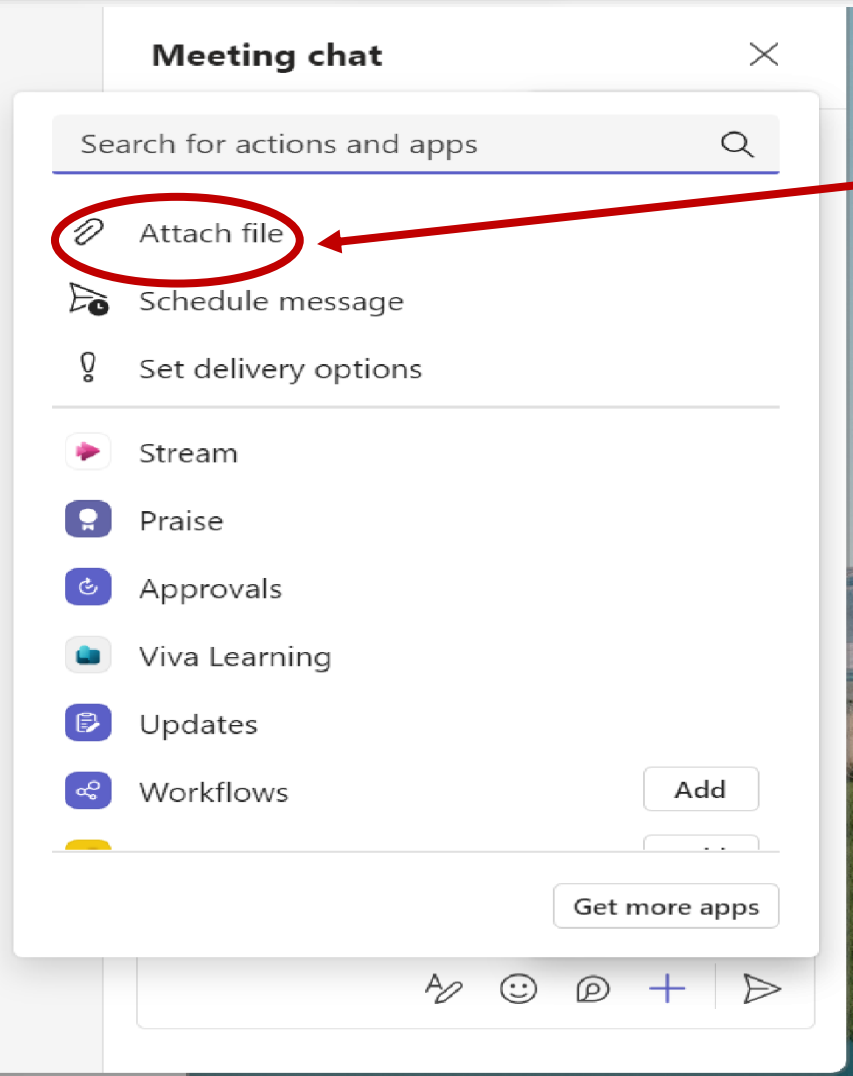 Meeting chat
Search for actions and apps
Attach file
Schedule message
Set delivery options
Stream
Praise
Approvals
Viva Learning
Updates
Workflows
Add
Get more apps